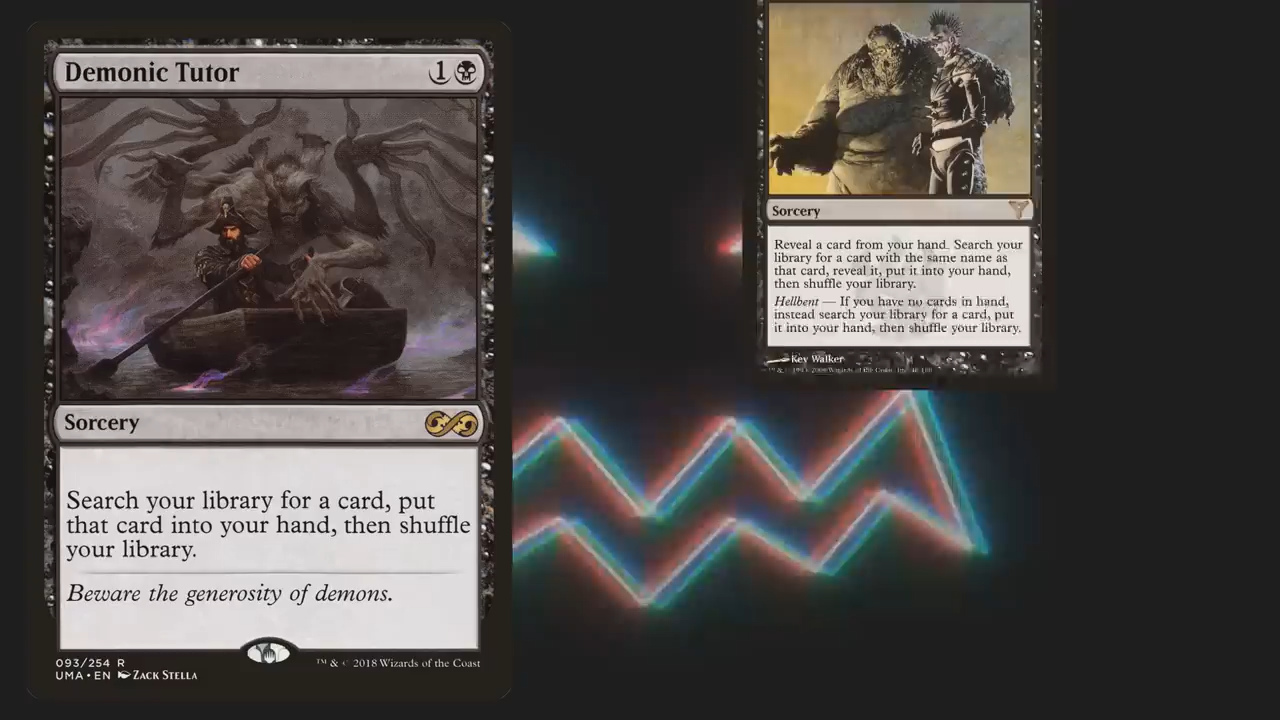 Demonic Tutor
1
Sorcery
Search your library for a card, put
that card into your hand, then shuffle
your library.
Beware the generosity of demons.
093/254 R
UMA • EN ZACK STELLA
™ & © 2018 Wizards of the Coast
Sorcery
Reveal a card from your hand. Search your
library for a card with the same name as
that card, reveal it, put it into your hand,
then shuffle your library.
Hellbent — If you have no cards in hand,
instead search your library for a card, put
it into your hand, then shuffle your library.
Kev Walker
Wizards of the Coast